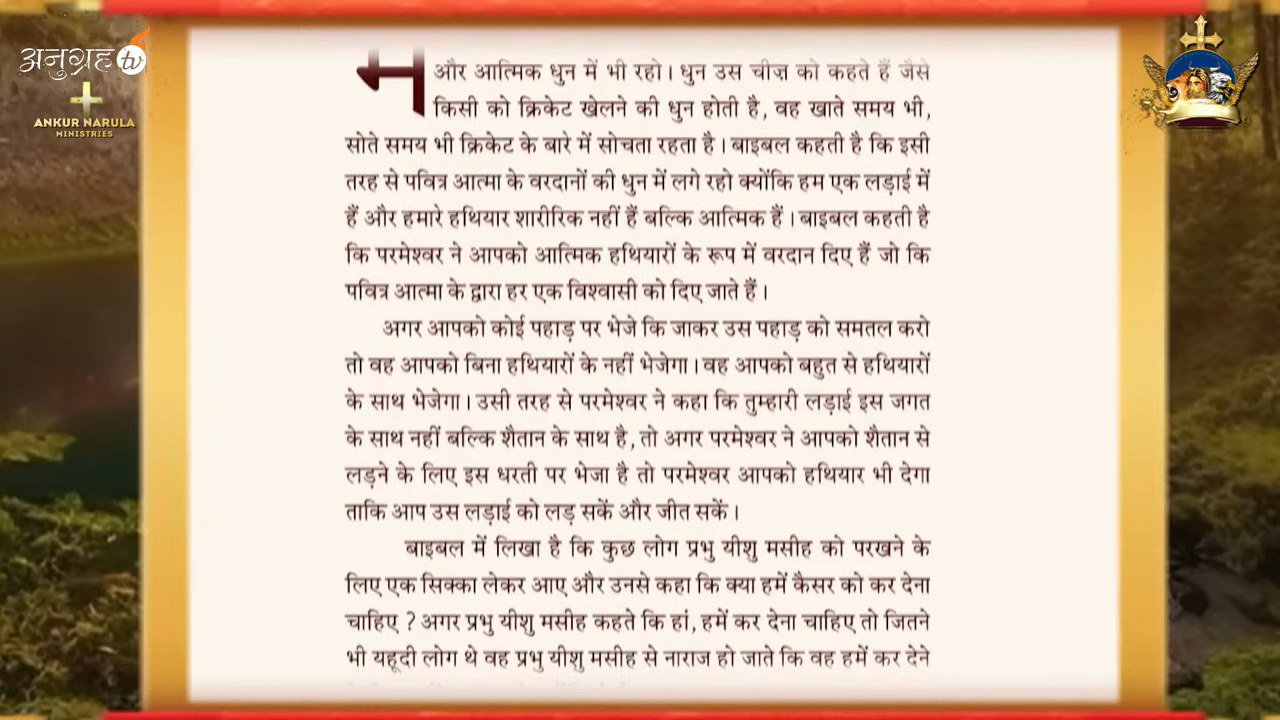 अनुग्रह tv
ANKUR NARULA
MINISTRIES
और आत्मिक धुन में भी रहो। धुन उस चीज़ को कहते हैं जैसे
किसी को क्रिकेट खेलने की धुन होती है, वह खाते समय भी,
सोते समय भी क्रिकेट के बारे में सोचता रहता है। बाइबल कहती है कि इसी
तरह से पवित्र आत्मा के वरदानों की धुन में लगे रहो क्योंकि हम एक लड़ाई में
हैं और हमारे हथियार शारीरिक नहीं हैं बल्कि आत्मिक हैं। बाइबल कहती है
कि परमेश्वर ने आपको आत्मिक हथियारों के रूप में वरदान दिए हैं जो कि
पवित्र आत्मा के द्वारा हर एक विश्वासी को दिए जाते हैं।
अगर आपको कोई पहाड़ पर भेजे कि जाकर उस पहाड़ को समतल करो
तो वह आपको बिना हथियारों के नहीं भेजेगा। वह आपको बहुत से हथियारों
के साथ भेजेगा। उसी तरह से परमेश्वर ने कहा कि तुम्हारी लड़ाई इस जगत
के साथ नहीं बल्कि शैतान के साथ है, तो अगर परमेश्वर ने आपको शैतान से
लड़ने के लिए इस धरती पर भेजा है तो परमेश्वर आपको हथियार भी देगा
ताकि आप उस लड़ाई को लड़ सकें और जीत सकें।
बाइबल में लिखा है कि कुछ लोग प्रभु यीशु मसीह को परखने के
लिए एक सिक्का लेकर आए और उनसे कहा कि क्या हमें कैसर को कर देना
चाहिए ? अगर प्रभु यीशु मसीह कहते कि हां, हमें कर देना चाहिए तो जितने
भी यहूदी लोग थे वह प्रभु यीशु मसीह से नाराज हो जाते कि वह हमें कर देने